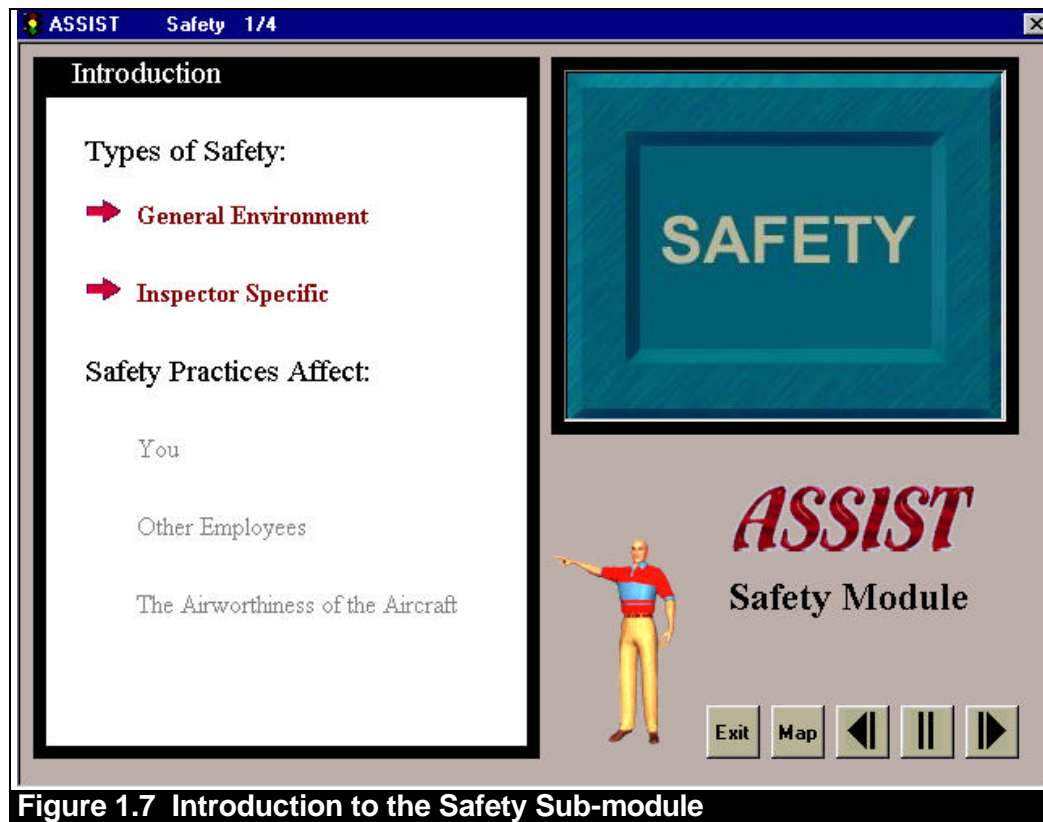 ASSIST Safety 1/4
Introduction
Types of Safety:
General Environment
Inspector Specific
Safety Practices Affect:
You
Other Employees
The Airworthiness of the Aircraft
SAFETY
ASSIST
Safety Module
Exit Map
Figure 1.7 Introduction to the Safety Sub-module